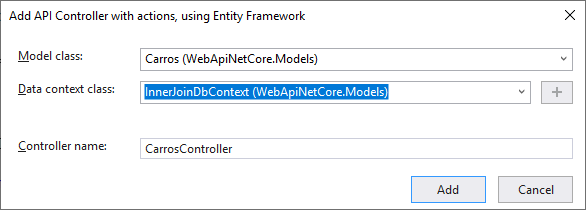 Add API Controller with actions, using Entity Framework
Model class: Carros (WebApiNetCore.Models)
Data context class: InnerJoinDbContext (WebApiNetCore.Models)
Controller name: CarrosController
Add Cancel